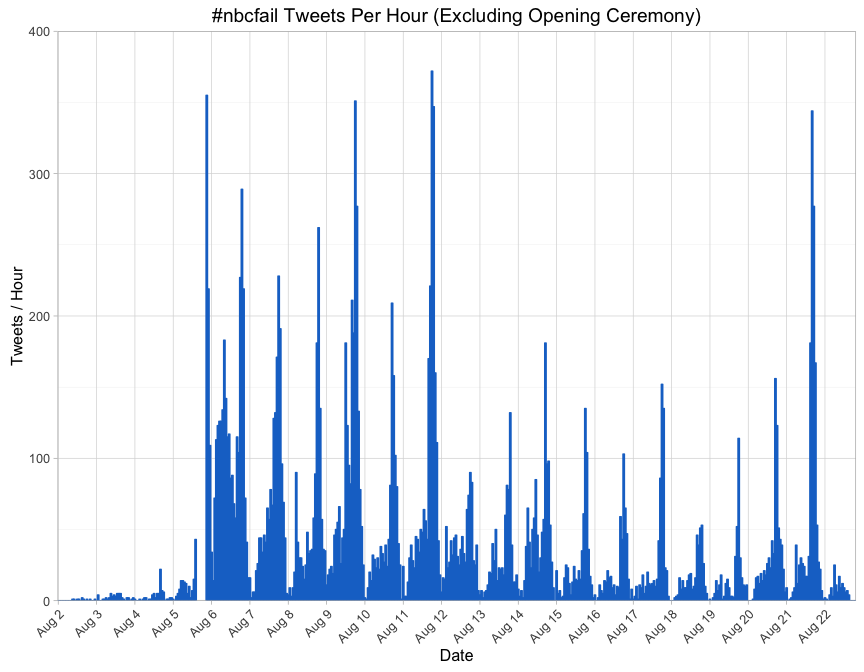 #nbcfail Tweets Per Hour (Excluding Opening Ceremony)
400
300
200
100
0
Tweets / Hour
Aug 2
Aug 3
Aug 4
Aug 5
Aug 6
Aug 7
Aug 8
Aug 9
Aug 10
Aug 11
Aug 12
Aug 13
Aug 14
Aug 15
Aug 16
Aug 17
Aug 18
Aug 19
Aug 20
Aug 21
Aug 22
Date